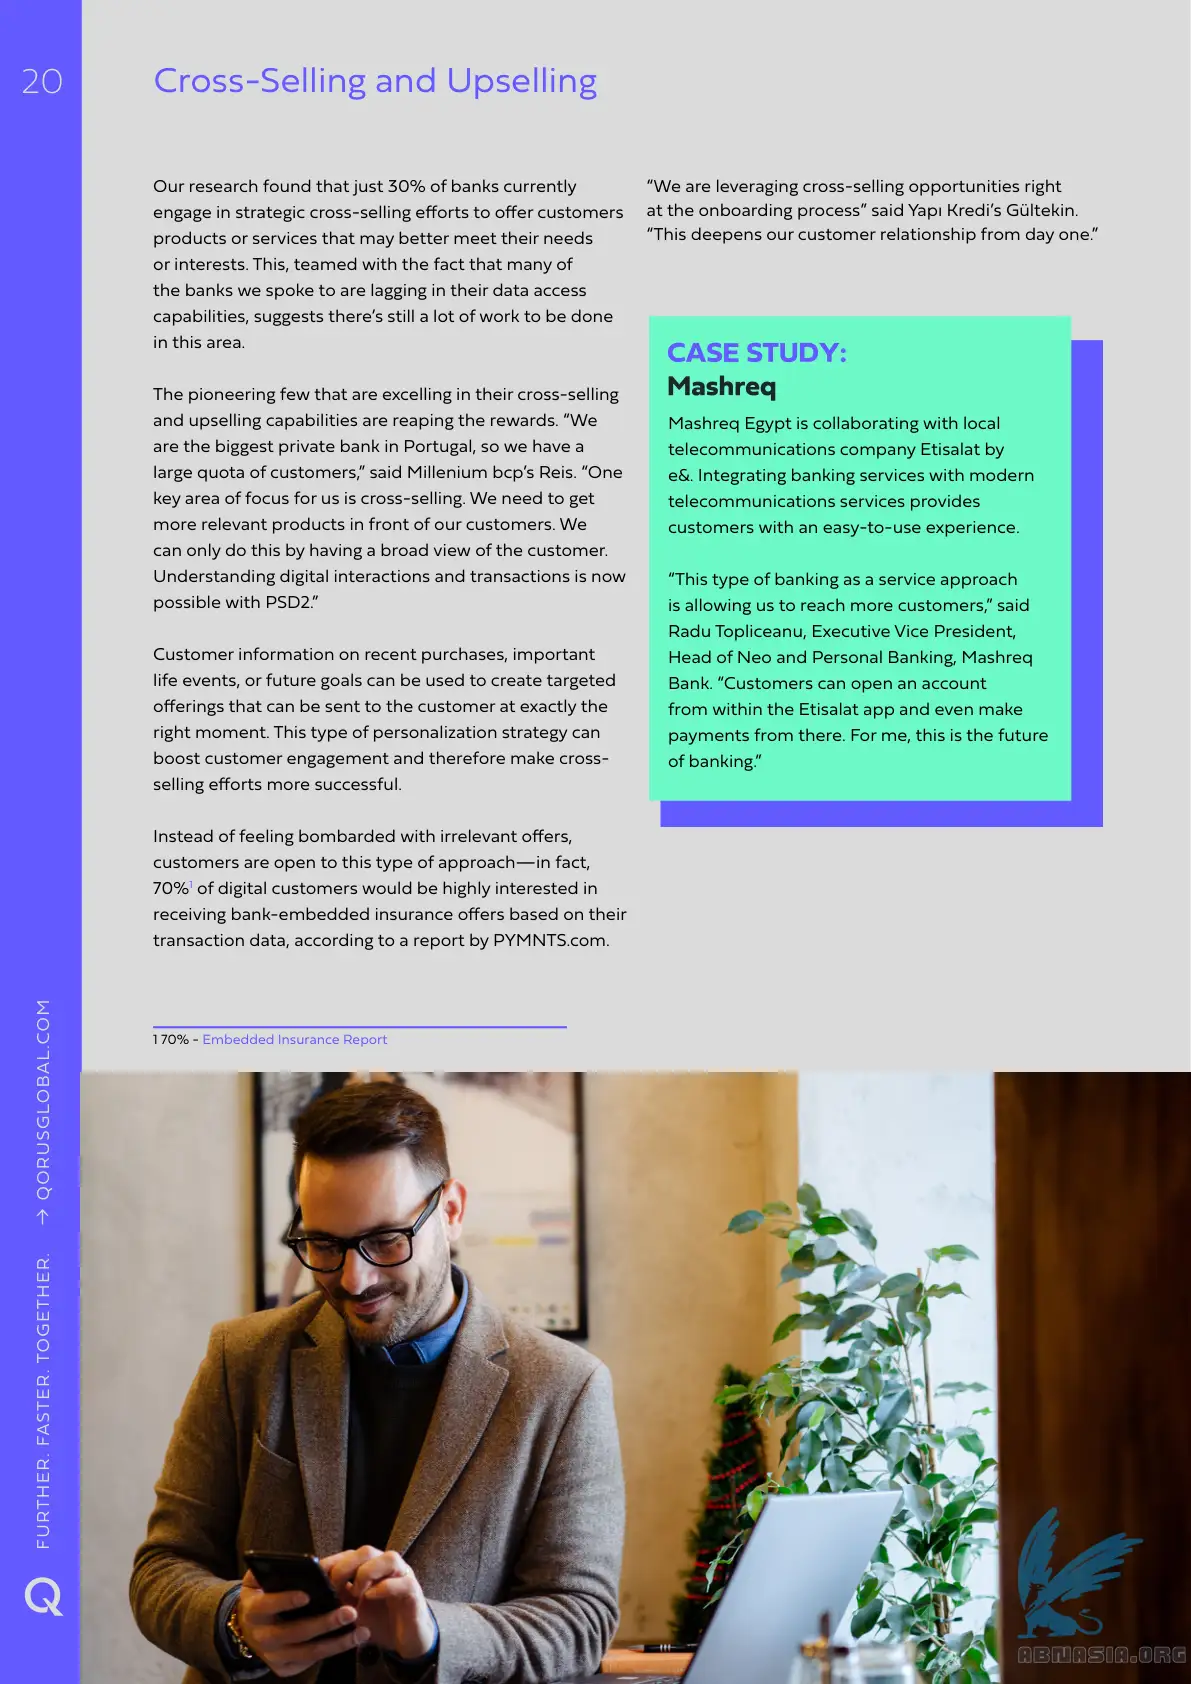 20
Cross-Selling and Upselling
Our research found that just 30% of banks currently
engage in strategic cross-selling efforts to offer customers
products or services that may better meet their needs
or interests. This, teamed with the fact that many of
the banks we spoke to are lagging in their data access
capabilities, suggests there’s still a lot of work to be done
in this area.
The pioneering few that are excelling in their cross-selling
and upselling capabilities are reaping the rewards. “We
are the biggest private bank in Portugal, so we have a
large quota of customers,” said Millenium bcp’s Reis. “One
key area of focus for us is cross-selling. We need to get
more relevant products in front of our customers. We
can only do this by having a broad view of the customer.
Understanding digital interactions and transactions is now
possible with PSD2.”
Customer information on recent purchases, important
life events, or future goals can be used to create targeted
offerings that can be sent to the customer at exactly the
right moment. This type of personalization strategy can
boost customer engagement and therefore make cross-
selling efforts more successful.
Instead of feeling bombarded with irrelevant offers,
customers are open to this type of approach—in fact,
70%1 of digital customers would be highly interested in
receiving bank-embedded insurance offers based on their
transaction data, according to a report by PYMNTS.com.
1 70% - Embedded Insurance Report
“We are leveraging cross-selling opportunities right
at the onboarding process” said Yapı Kredi’s Gültekin.
“This deepens our customer relationship from day one.”
CASE STUDY:
Mashreq
Mashreq Egypt is collaborating with local
telecommunications company Etisalat by
e&. Integrating banking services with modern
telecommunications services provides
customers with an easy-to-use experience.
“This type of banking as a service approach
is allowing us to reach more customers,” said
Radu Topliceanu, Executive Vice President,
Head of Neo and Personal Banking, Mashreq
Bank. “Customers can open an account
from within the Etisalat app and even make
payments from there. For me, this is the future
of banking.”
Q FURTHER. FASTER. TOGETHER. → QORUSGLOBAL.COM
ABNASIA.ORG